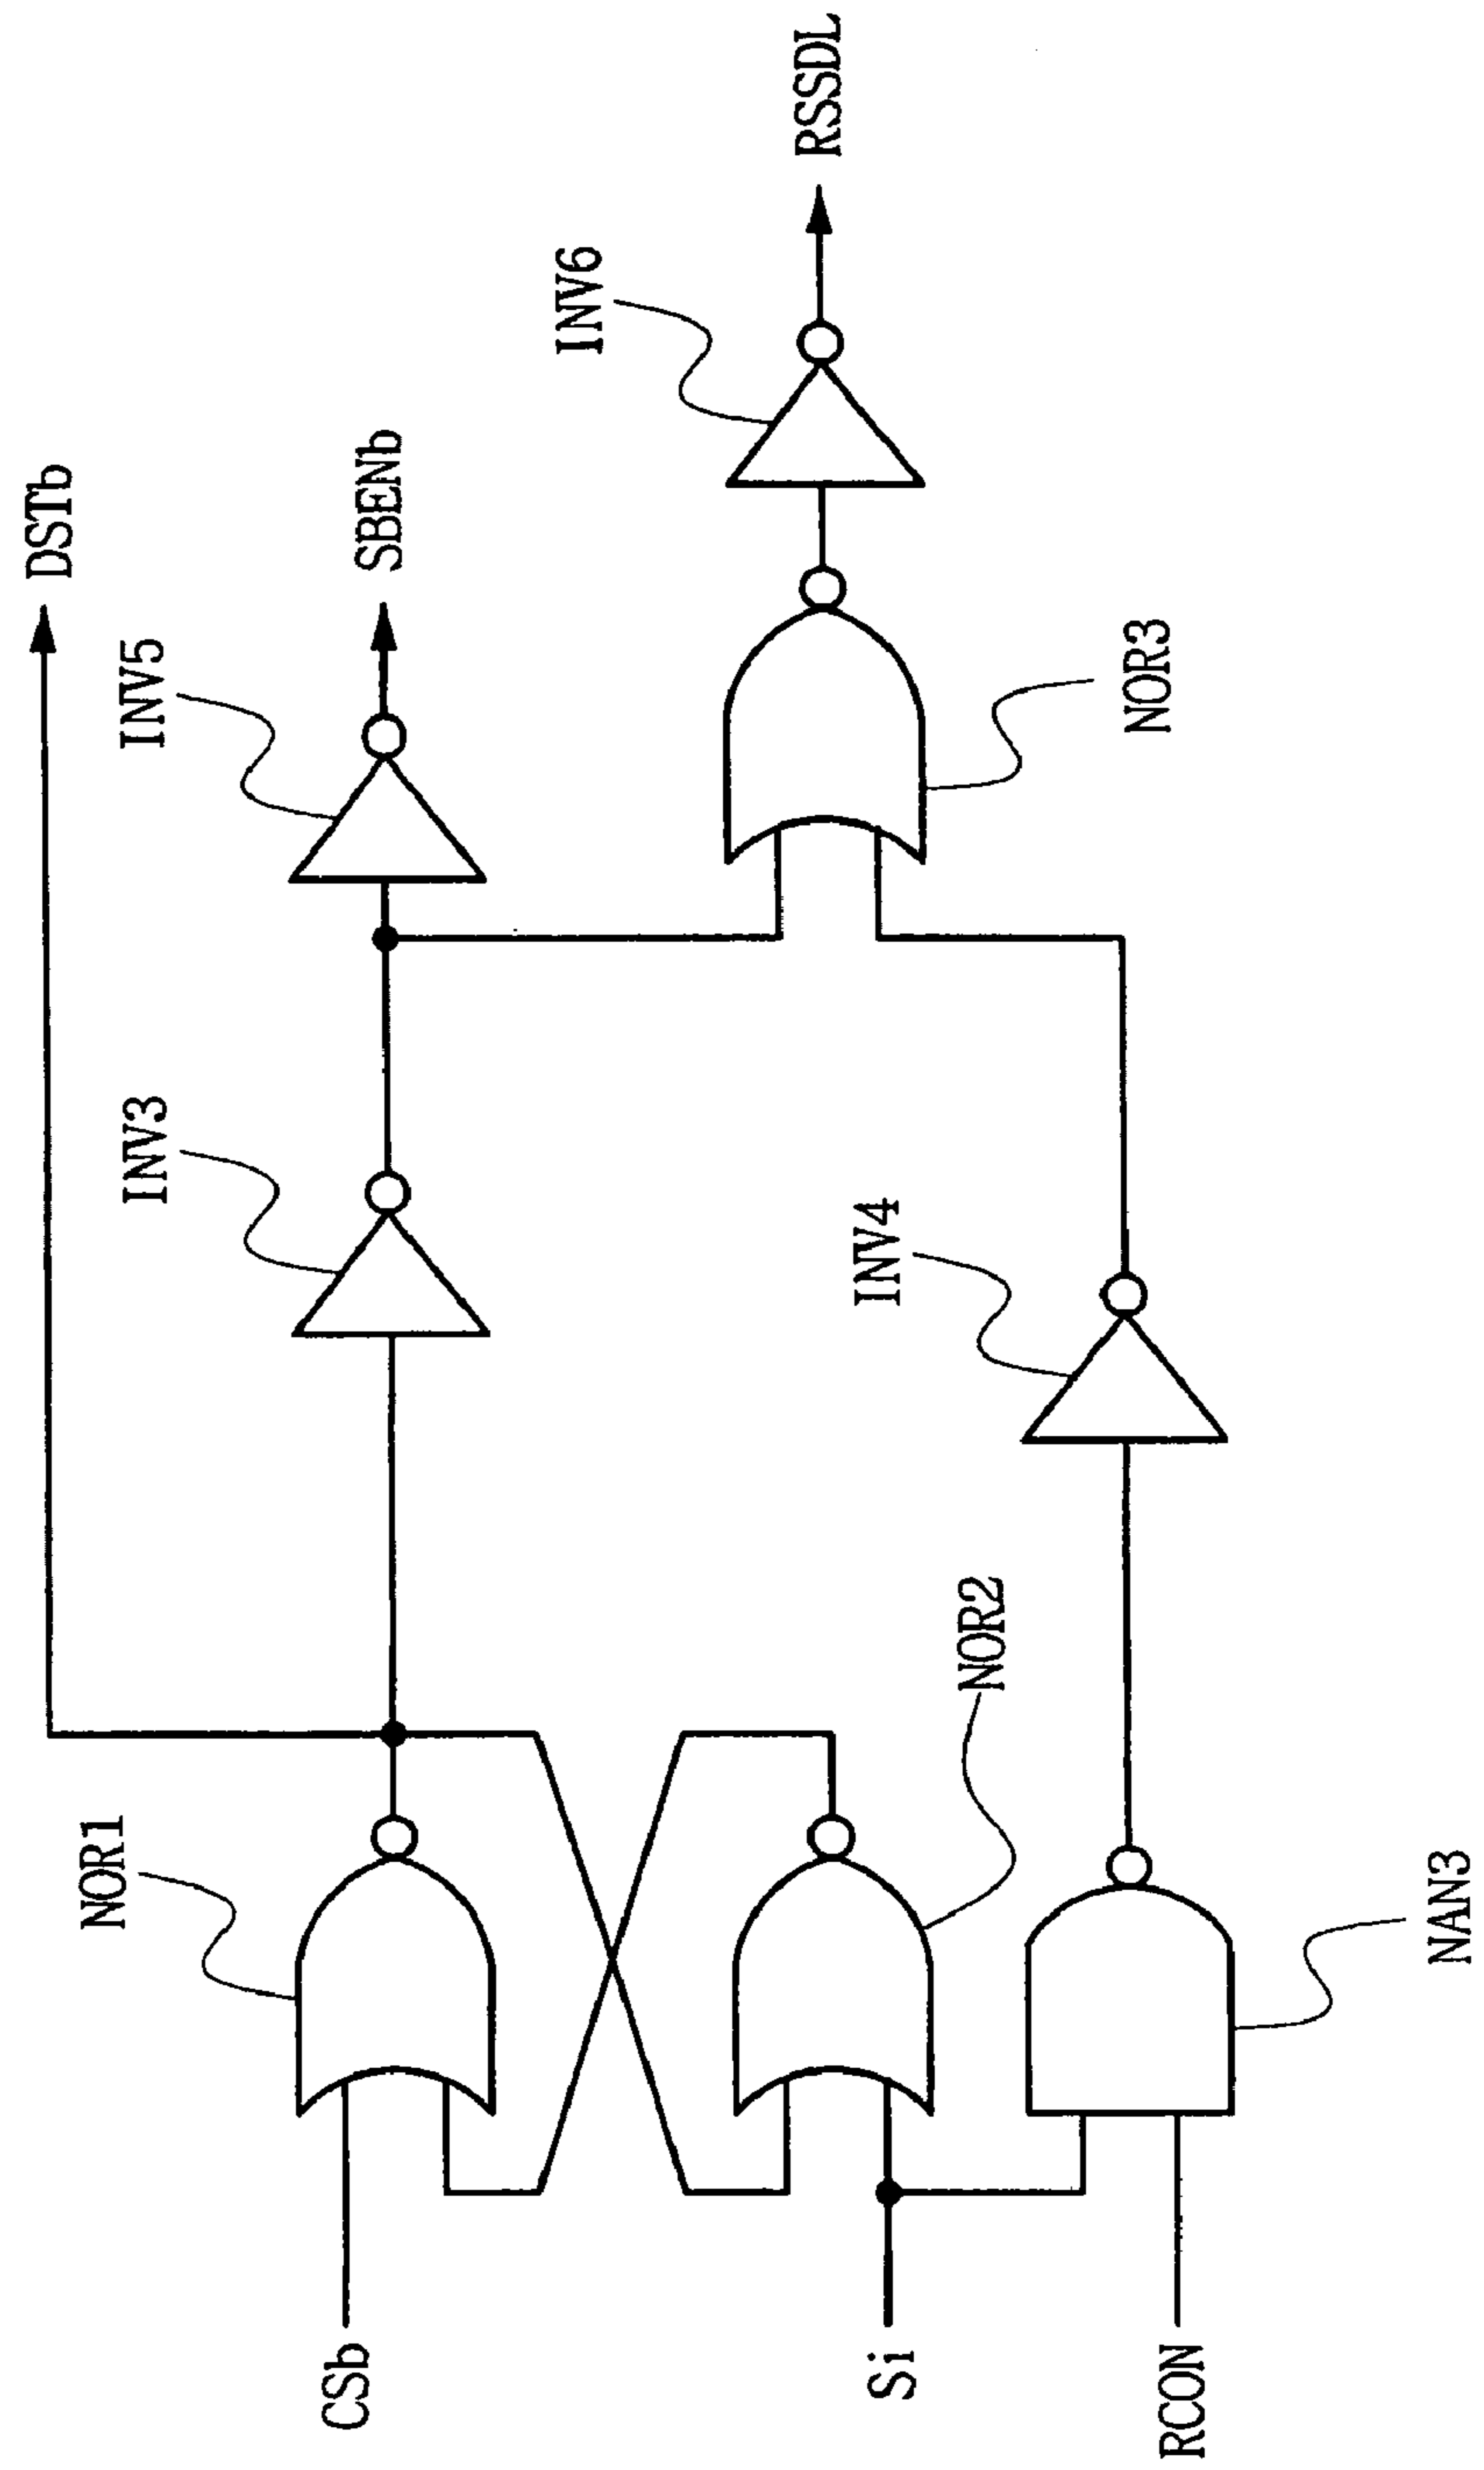 DSTb
NOR1
INV3
INV5
SBENb
CSb
INV6
RSSDL
NOR2
Si
INV4
NOR3
RCON
NAN3